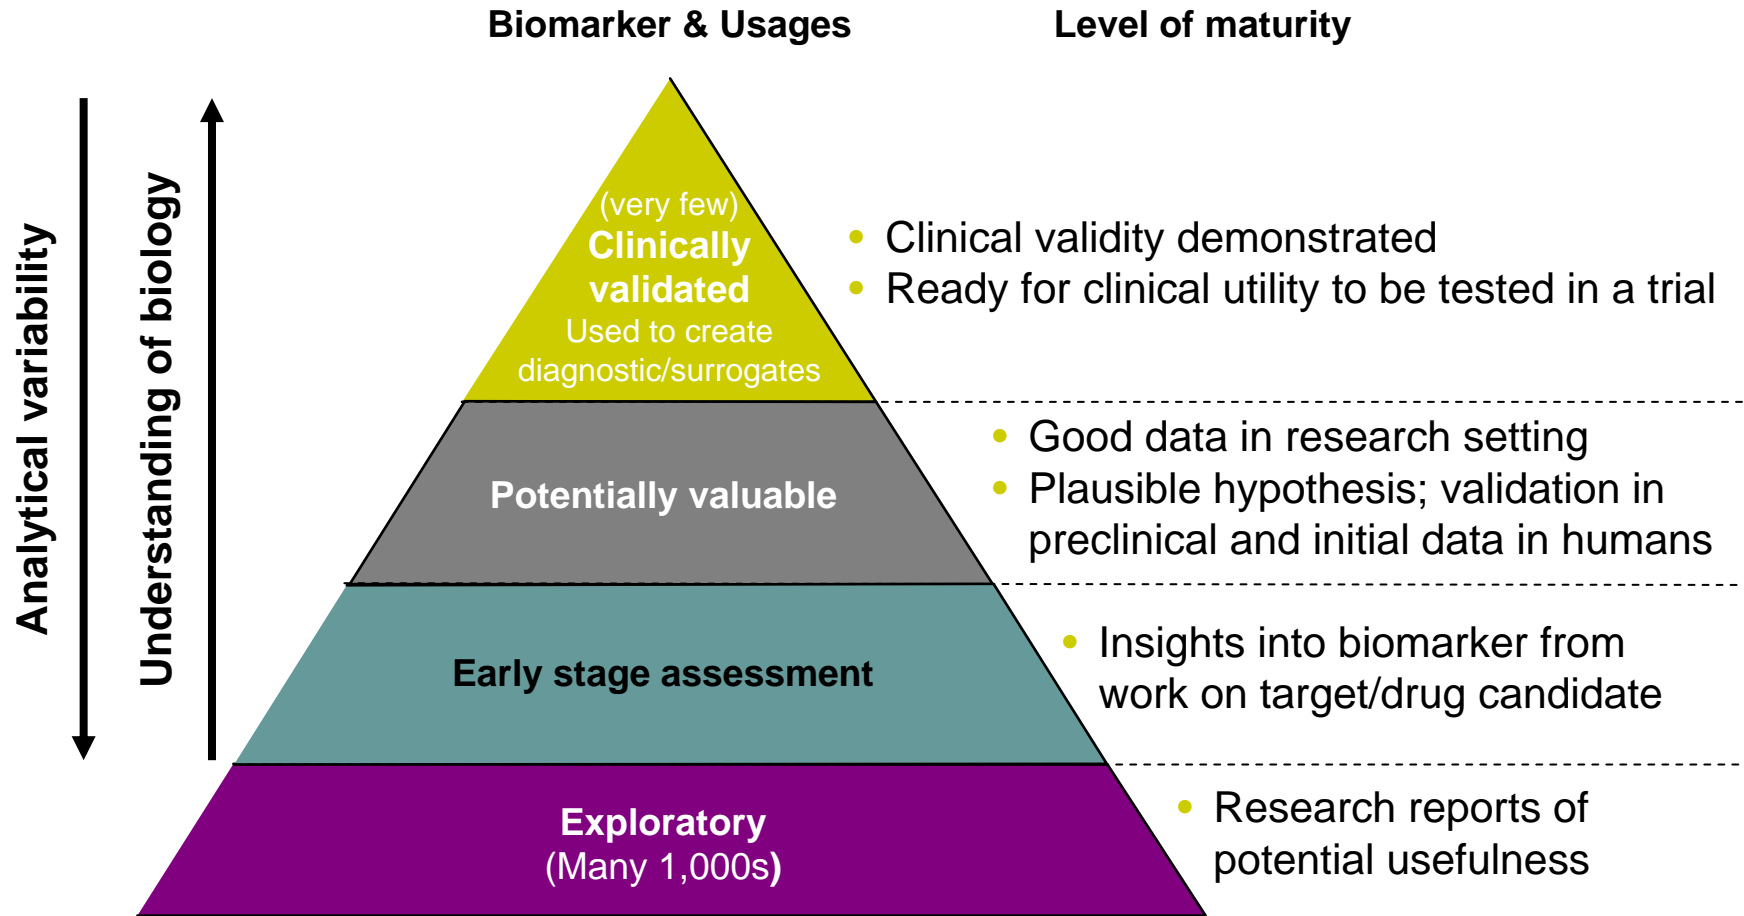 Biomarker & Usages
Level of maturity
Analytical variability
Understanding of biology
(very few)
Clinically
validated
Used to create
diagnostic/surrogates
• Clinical validity demonstrated
• Ready for clinical utility to be tested in a trial
Potentially valuable
• Good data in research setting
• Plausible hypothesis; validation in
preclinical and initial data in humans
Early stage assessment
• Insights into biomarker from
work on target/drug candidate
Exploratory
(Many 1,000s)
• Research reports of
potential usefulness